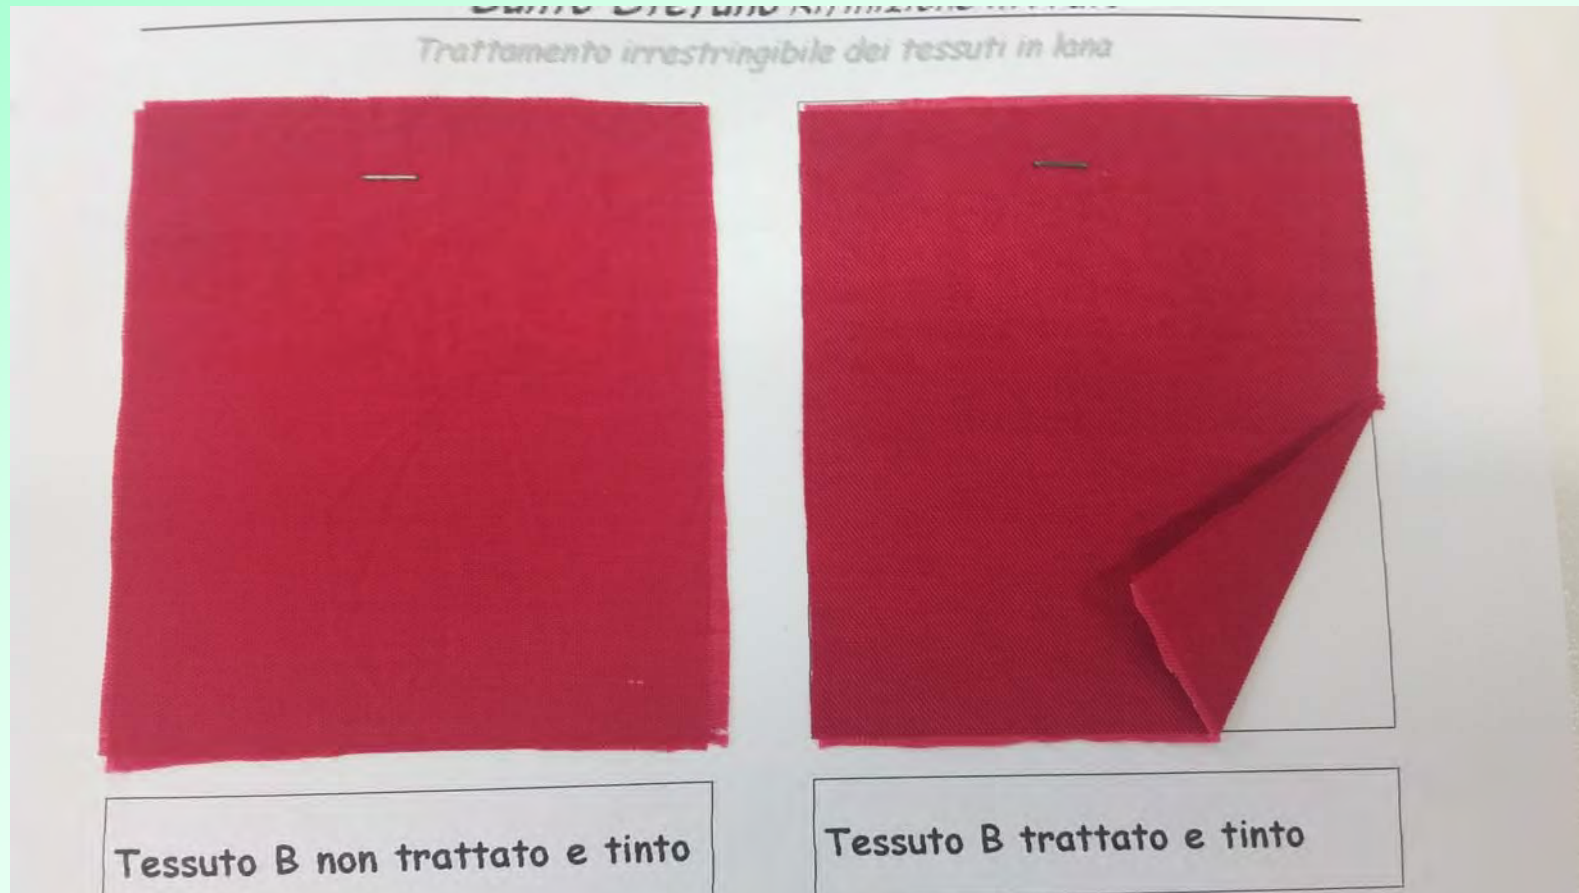 Trattamento irrestringibile dei tessuti in lana
Tessuto B non trattato e tinto
Tessuto B trattato e tinto